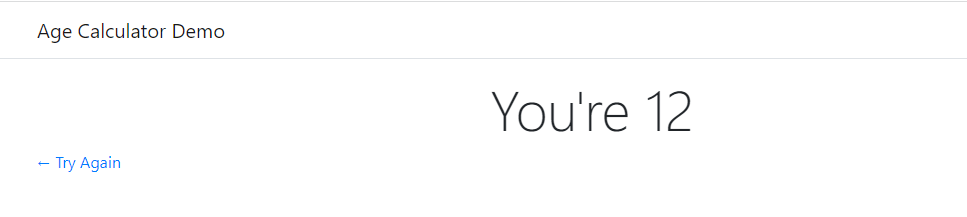 Age Calculator Demo
You're 12
← Try Again